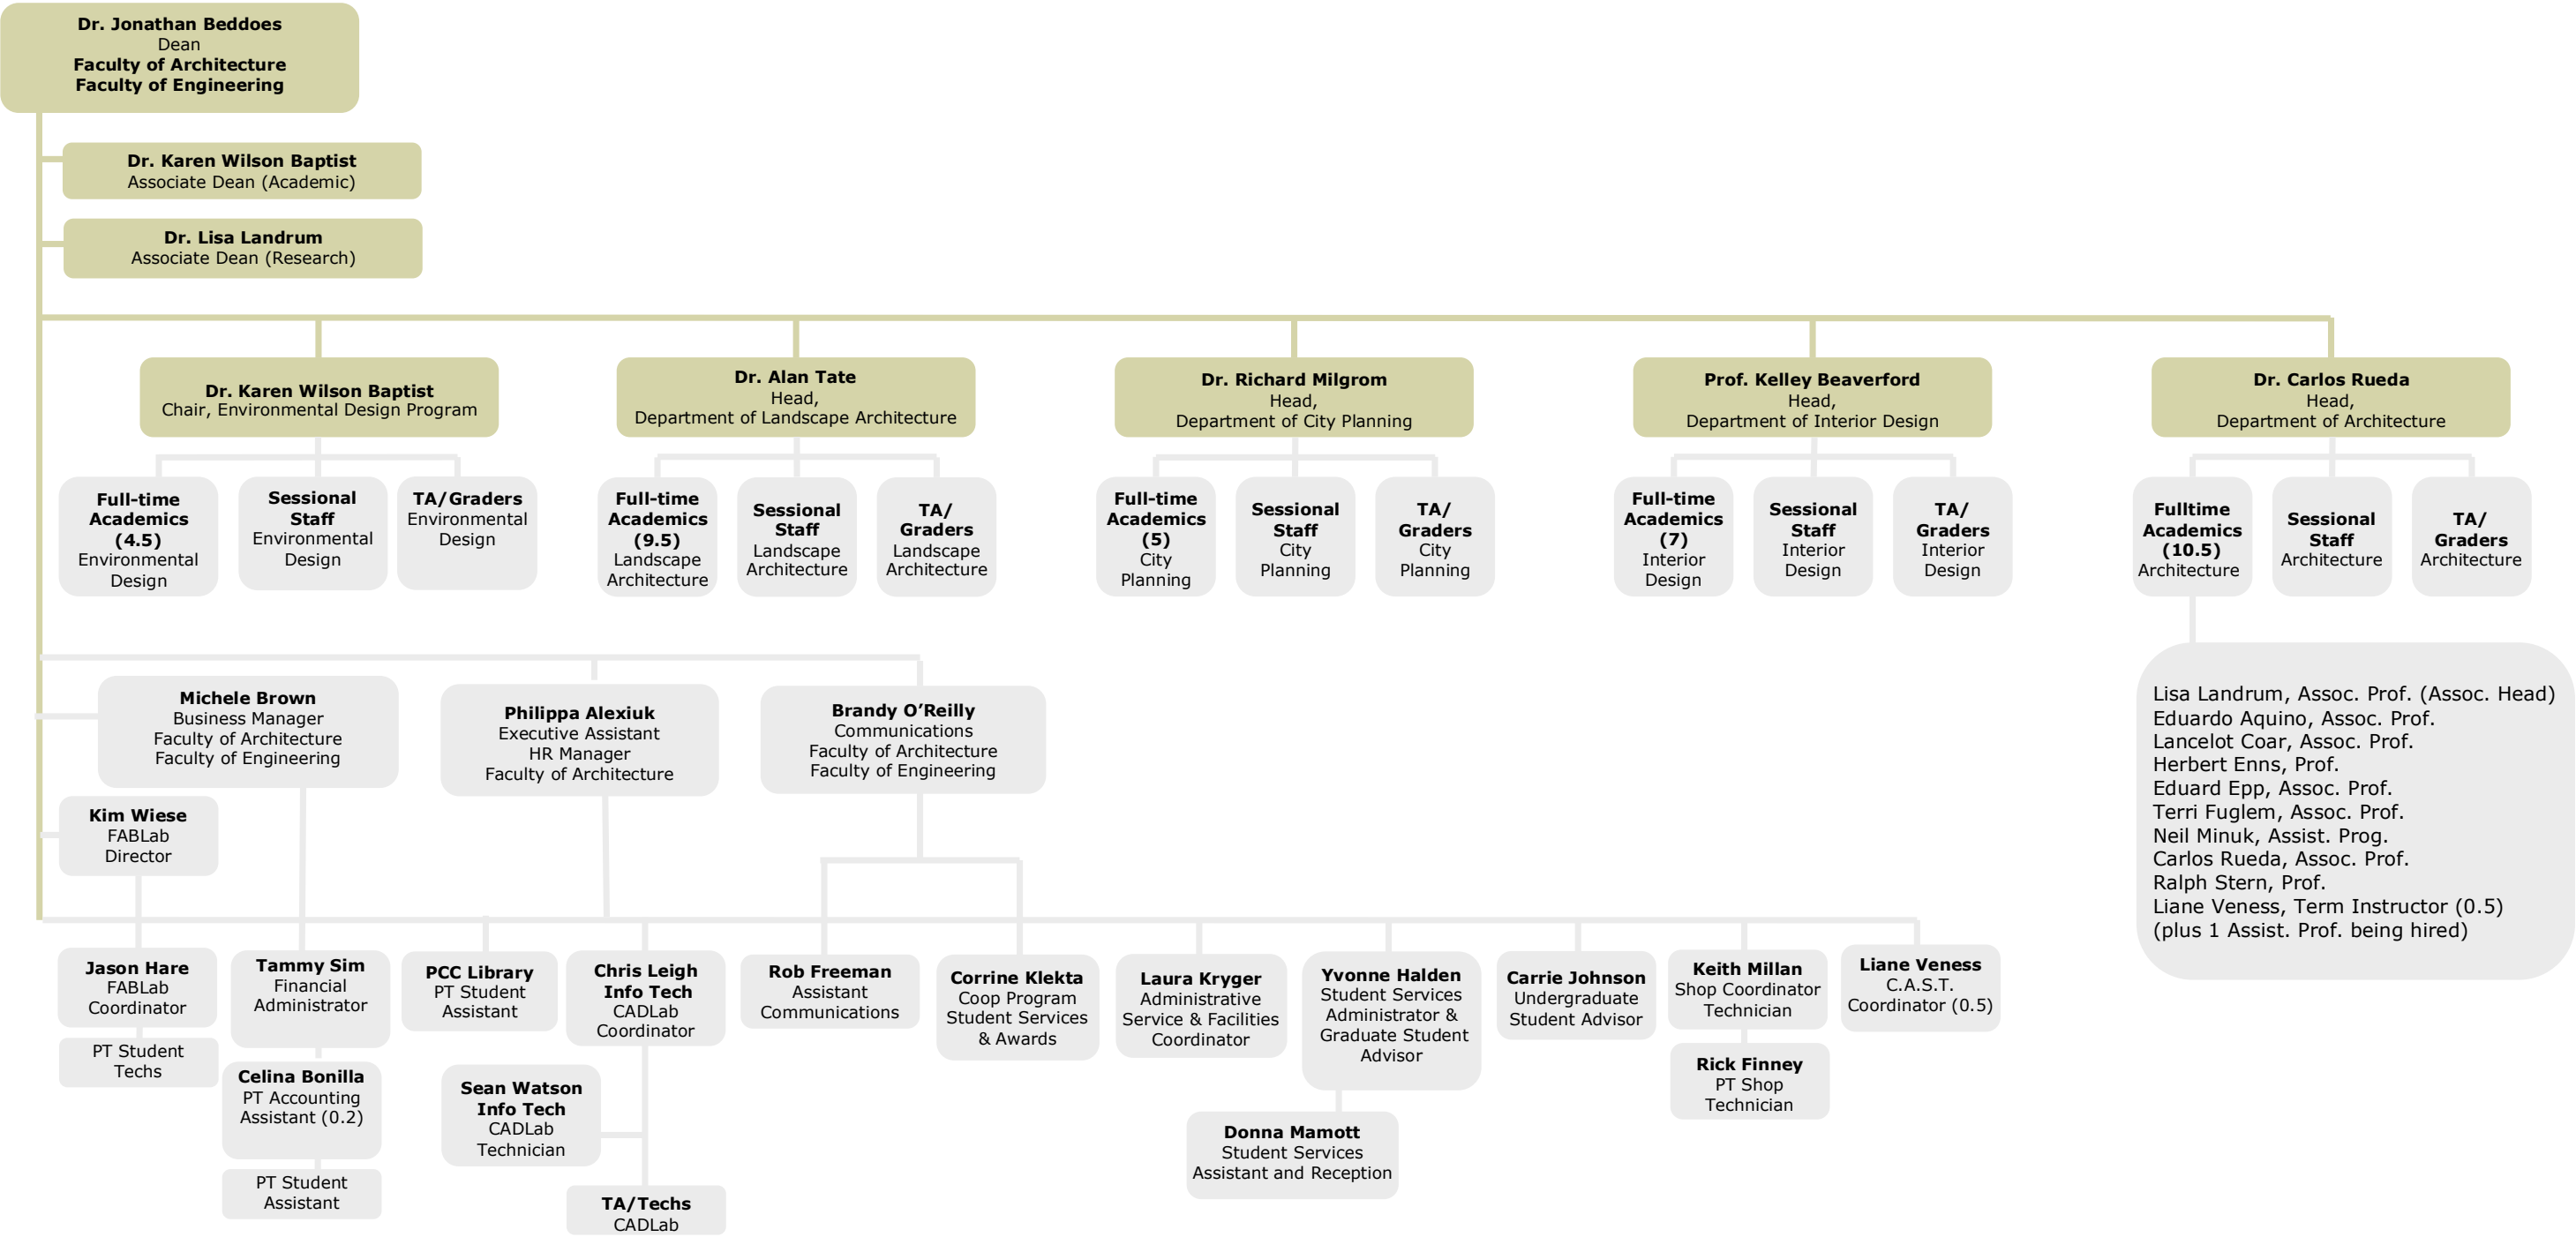 Dr. Jonathan Beddoes
Dean
Faculty of Architecture
Faculty of Engineering
Dr. Karen Wilson Baptist
Associate Dean (Academic)
Dr. Lisa Landrum
Associate Dean (Research)
Dr. Karen Wilson Baptist
Chair, Environmental Design Program
Dr. Alan Tate
Head,
Department of Landscape Architecture
Dr. Richard Milgrom
Head,
Department of City Planning
Prof. Kelley Beaverford
Head,
Department of Interior Design
Dr. Carlos Rueda
Head,
Department of Architecture
Full-time
Academics
(4.5)
Environmental
Design
Sessional
Staff
Environmental
Design
TA/Graders
Environmental
Design
Full-time
Academics
(9.5)
Landscape
Architecture
Sessional
Staff
Landscape
Architecture
TA/
Graders
Landscape
Architecture
Full-time
Academics
(5)
City
Planning
Sessional
Staff
City
Planning
TA/
Graders
City
Planning
Full-time
Academics
(7)
Interior
Design
Sessional
Staff
Interior
Design
TA/
Graders
Interior
Design
Fulltime
Academics
(10.5)
Architecture
Sessional
Staff
Architecture
TA/
Graders
Architecture
Lisa Landrum, Assoc. Prof. (Assoc. Head)
Eduardo Aquino, Assoc. Prof.
Lancelot Coar, Assoc. Prof.
Herbert Enns, Prof.
Eduard Epp, Assoc. Prof.
Terri Fuglem, Assoc. Prof.
Neil Minuk, Assist. Prog.
Carlos Rueda, Assoc. Prof.
Ralph Stern, Prof.
Liane Veness, Term Instructor (0.5)
(plus 1 Assist. Prof. being hired)
Michele Brown
Business Manager
Faculty of Architecture
Faculty of Engineering
Philippa Alexiuk
Executive Assistant
HR Manager
Faculty of Architecture
Brandy O’Reilly
Communications
Faculty of Architecture
Faculty of Engineering
Kim Wiese
FABLab
Director
Jason Hare
FABLab
Coordinator
PT Student
Techs
Tammy Sim
Financial
Administrator
Celina Bonilla
PT Accounting
Assistant (0.2)
PT Student
Assistant
PCC Library
PT Student
Assistant
Chris Leigh
Info Tech
CADLab
Coordinator
Sean Watson
Info Tech
CADLab
Technician
TA/Techs
CADLab
Rob Freeman
Assistant
Communications
Corrine Klekta
Coop Program
Student Services
& Awards
Laura Kryger
Administrative
Service & Facilities
Coordinator
Yvonne Halden
Student Services
Administrator &
Graduate Student
Advisor
Donna Mamott
Student Services
Assistant and Reception
Carrie Johnson
Undergraduate
Student Advisor
Keith Millan
Shop Coordinator
Technician
Rick Finney
PT Shop
Technician
Liane Veness
C.A.S.T.
Coordinator (0.5)